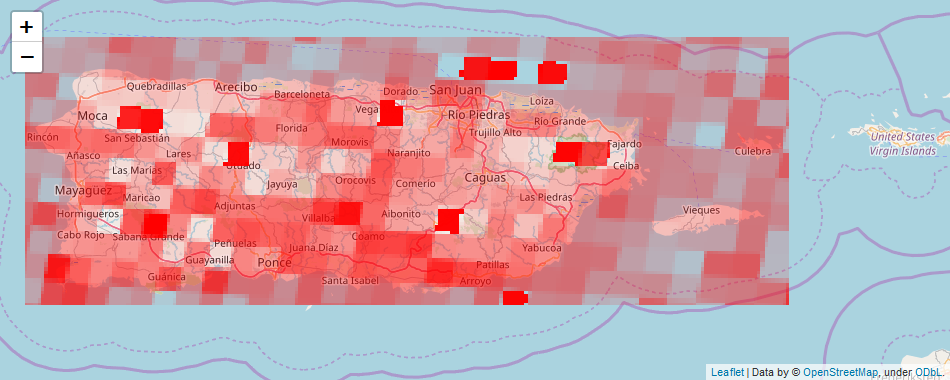 +
−
Quebradillas
Arecibo
Barceloneta
Dorado
San Juan
Loiza
Moca
Vega
Río Piedras
Río Grande
Rincón
San Sebastián
Florida
Morovis
Trujillo Alto
Fajardo
Añasco
Lares
Naranjito
Culebra
United States
Virgin Islands
Las Marías
Utuado
Ceiba
Mayagüez
Jayuya
Orocovis
Comerio
Caguas
Maricao
Adjuntas
Las Piedras
Hormigueros
Villalba
Aibonito
Vieques
Cabo Rojo
Sabana Grande
Peñuelas
Juana Díaz
Coamo
Yabucoa
Guayanilla
Ponce
Patillas
Guánica
Santa Isabel
Arroyo
Leaflet | Data by © OpenStreetMap, under ODbL.